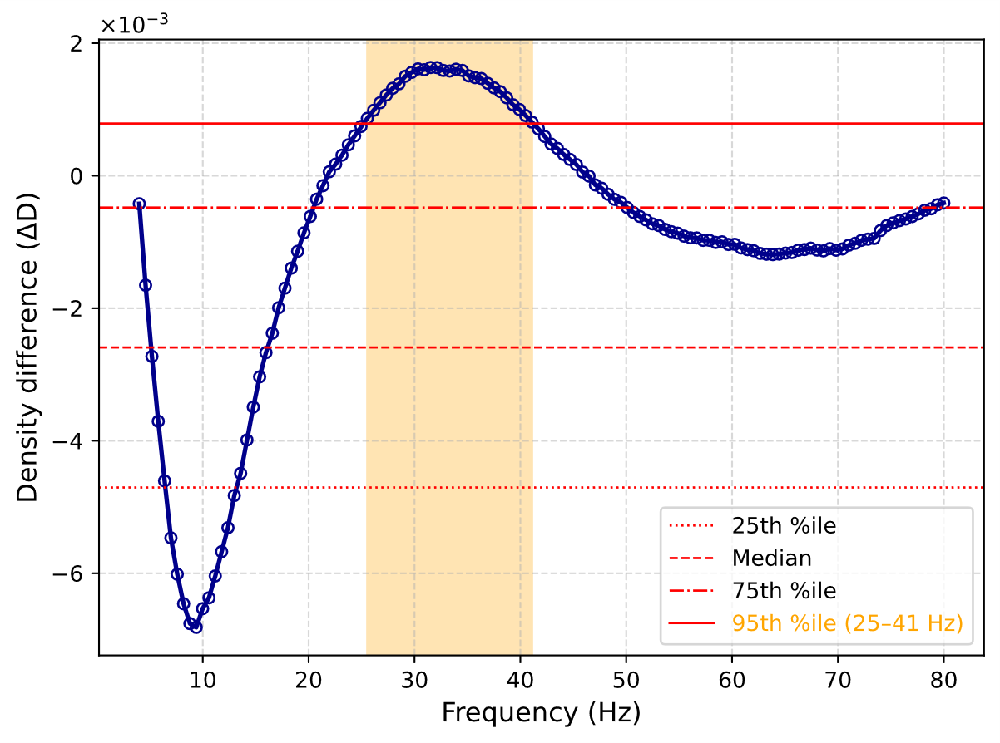 ×10⁻³
2
0
−2
−4
−6
Density difference (ΔD)
10 20 30 40 50 60 70 80
Frequency (Hz)
25th %ile
Median
75th %ile
95th %ile (25–41 Hz)